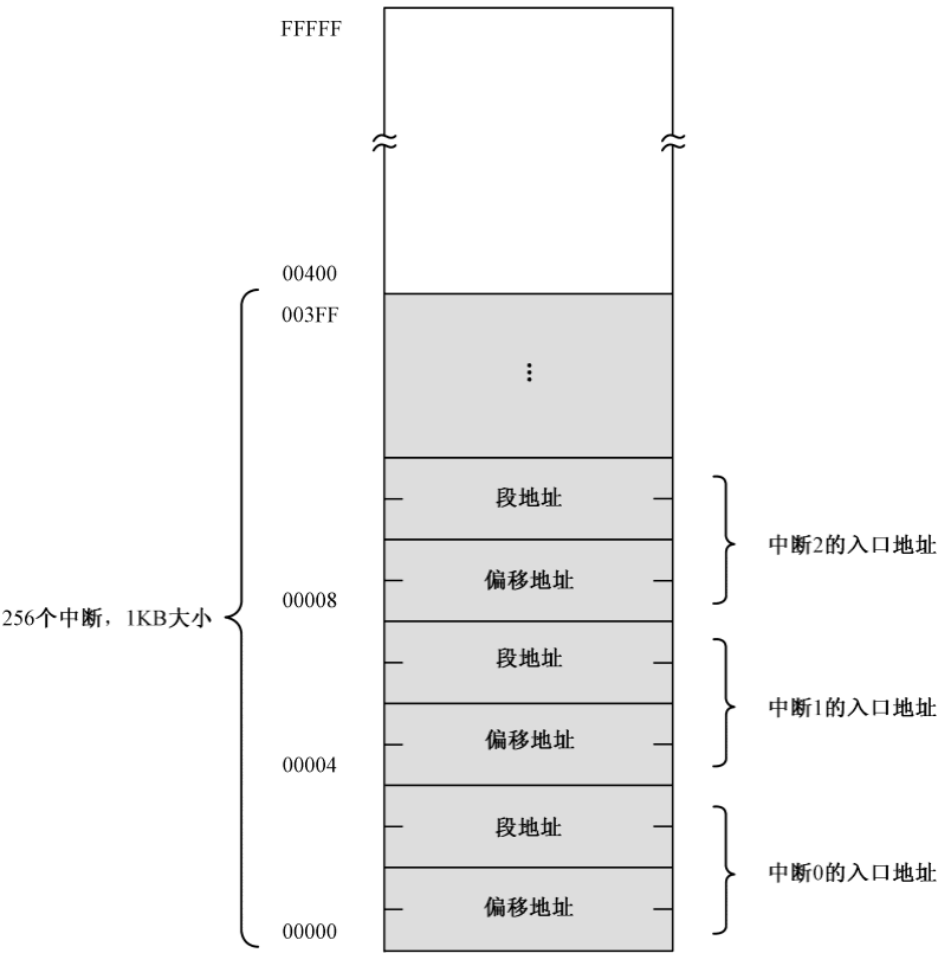 FFFFF
00400
003FF
⋮
段地址
中断2的入口地址
偏移地址
00008
256个中断，1KB大小
段地址
中断1的入口地址
偏移地址
00004
段地址
中断0的入口地址
偏移地址
00000